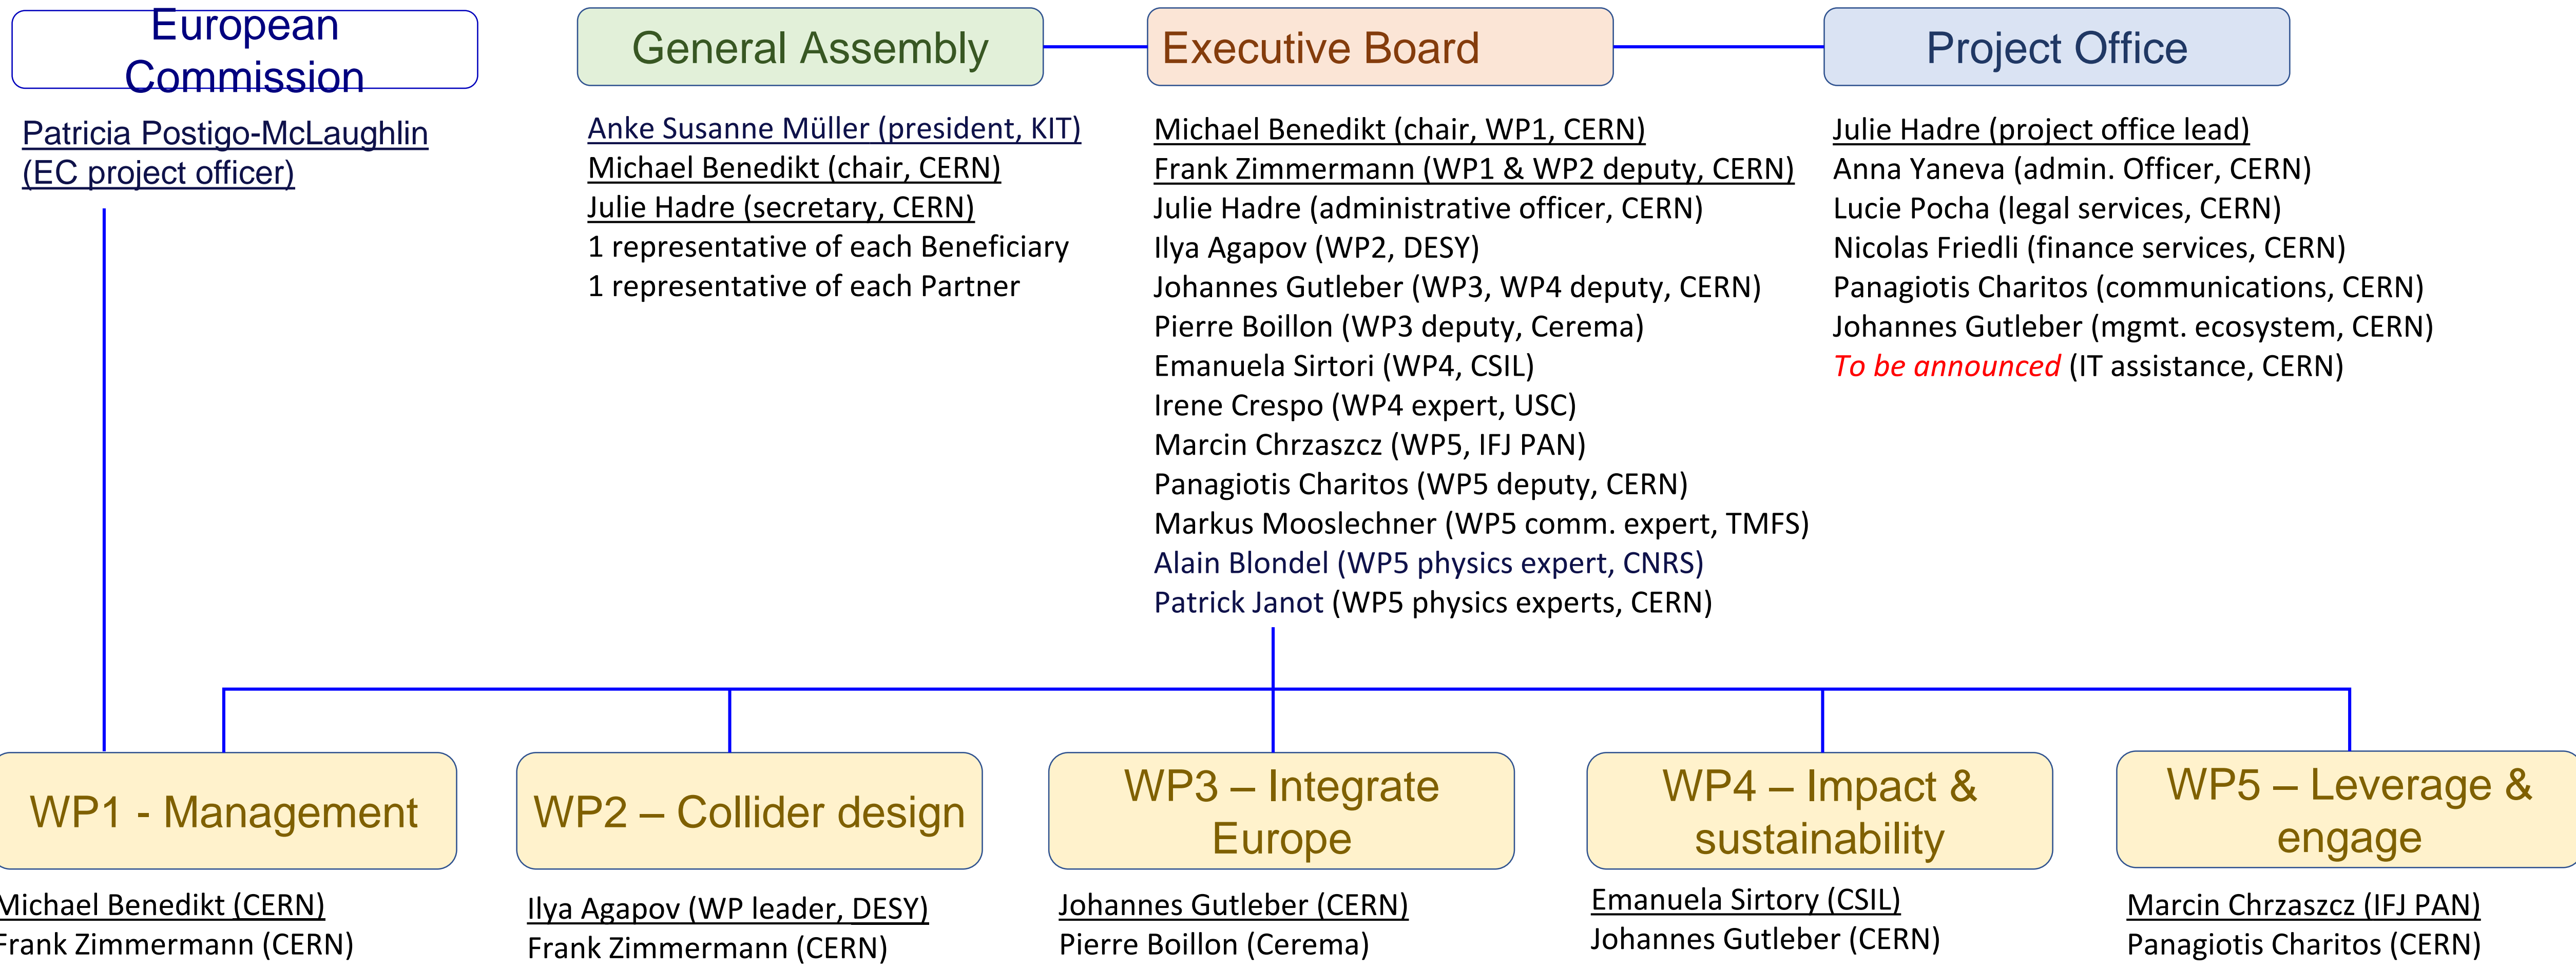 European
Commission
Patricia Postigo-McLaughlin
(EC project officer)
General Assembly
Anke Susanne Müller (president, KIT)
Michael Benedikt (chair, CERN)
Julie Hadre (secretary, CERN)
1 representative of each Beneficiary
1 representative of each Partner
Executive Board
Michael Benedikt (chair, WP1, CERN)
Frank Zimmermann (WP1 & WP2 deputy, CERN)
Julie Hadre (administrative officer, CERN)
Ilya Agapov (WP2, DESY)
Johannes Gutleber (WP3, WP4 deputy, CERN)
Pierre Boillon (WP3 deputy, Cerema)
Emanuela Sirtori (WP4, CSIL)
Irene Crespo (WP4 expert, USC)
Marcin Chrzaszcz (WP5, IFJ PAN)
Panagiotis Charitos (WP5 deputy, CERN)
Markus Mooslechner (WP5 comm. expert, TMFS)
Alain Blondel (WP5 physics expert, CNRS)
Patrick Janot (WP5 physics experts, CERN)
Project Office
Julie Hadre (project office lead)
Anna Yaneva (admin. Officer, CERN)
Lucie Pocha (legal services, CERN)
Nicolas Friedli (finance services, CERN)
Panagiotis Charitos (communications, CERN)
Johannes Gutleber (mgmt. ecosystem, CERN)
To be announced (IT assistance, CERN)
WP1 - Management
Michael Benedikt (CERN)
Frank Zimmermann (CERN)
WP2 – Collider design
Ilya Agapov (WP leader, DESY)
Frank Zimmermann (CERN)
WP3 – Integrate
Europe
Johannes Gutleber (CERN)
Pierre Boillon (Cerema)
WP4 – Impact &
sustainability
Emanuela Sirtory (CSIL)
Johannes Gutleber (CERN)
WP5 – Leverage &
engage
Marcin Chrzaszcz (IFJ PAN)
Panagiotis Charitos (CERN)